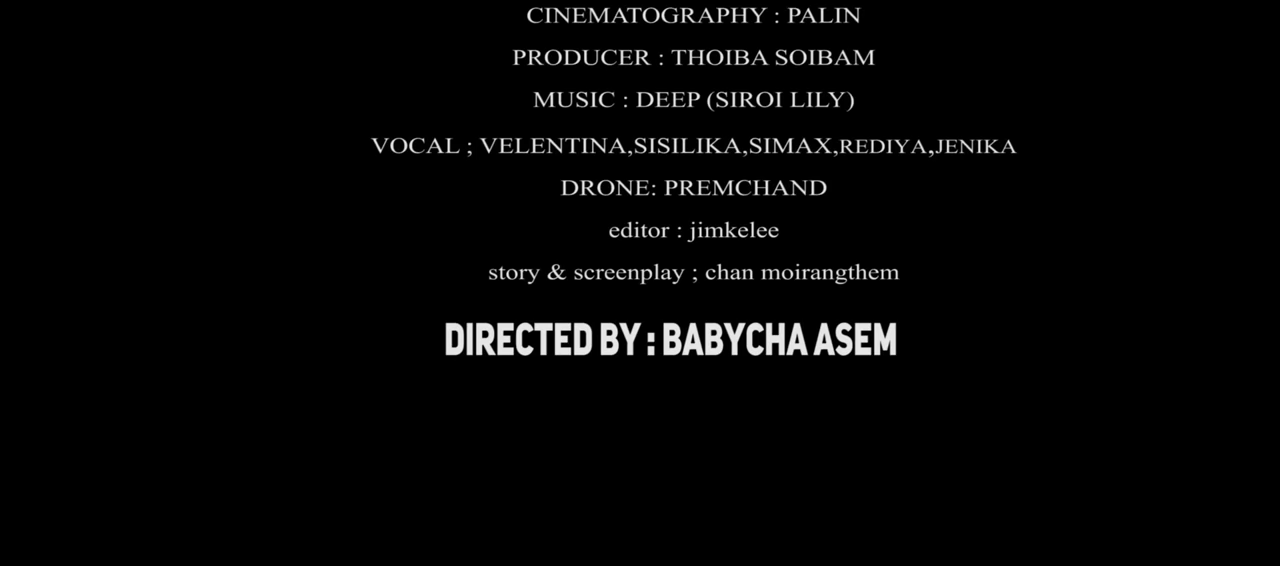 CINEMATOGRAPHY : PALIN
PRODUCER : THOIBA SOIBAM
MUSIC : DEEP (SIROI LILY)
VOCAL ; VELENTINA,SISILIKA,SIMAX,REDIYA,JENIKA
DRONE: PREMCHAND
editor : jimkelee
story & screenplay ; chan moirangthem
DIRECTED BY : BABYCHA ASEM